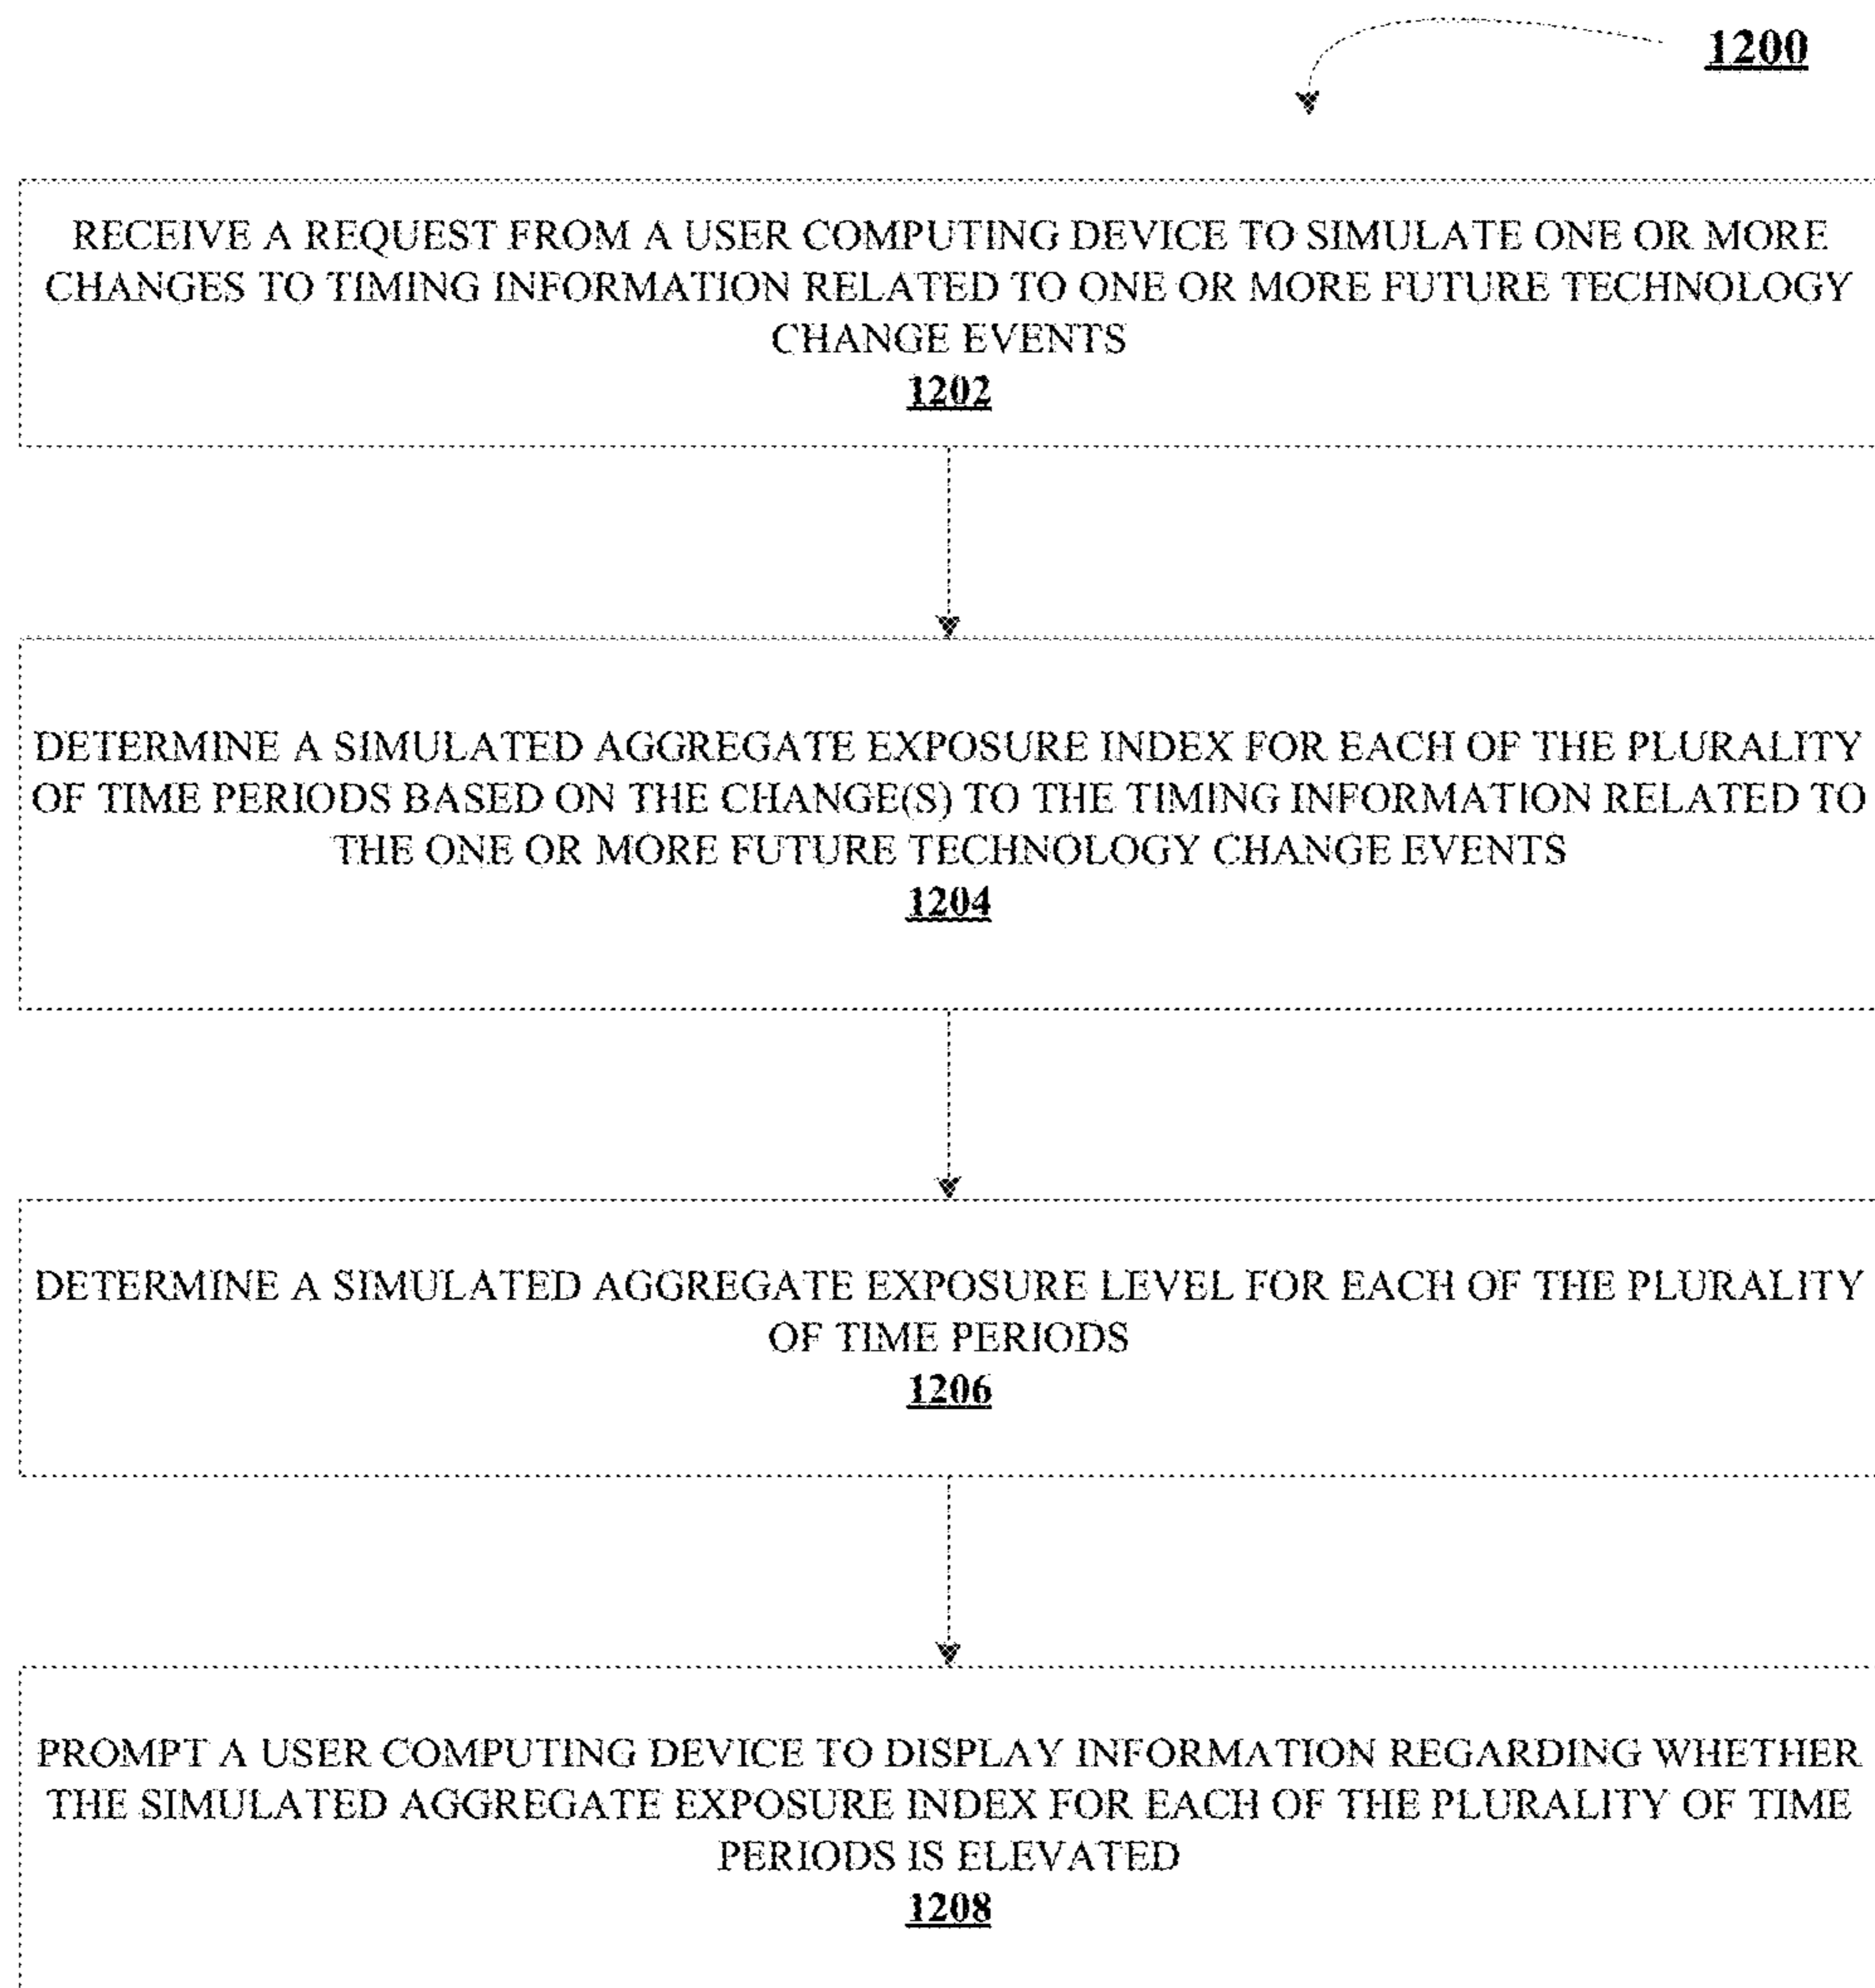 1200
RECEIVE A REQUEST FROM A USER COMPUTING DEVICE TO SIMULATE ONE OR MORE
CHANGES TO TIMING INFORMATION RELATED TO ONE OR MORE FUTURE TECHNOLOGY
CHANGE EVENTS
1202
DETERMINE A SIMULATED AGGREGATE EXPOSURE INDEX FOR EACH OF THE PLURALITY
OF TIME PERIODS BASED ON THE CHANGE(S) TO THE TIMING INFORMATION RELATED TO
THE ONE OR MORE FUTURE TECHNOLOGY CHANGE EVENTS
1204
DETERMINE A SIMULATED AGGREGATE EXPOSURE LEVEL FOR EACH OF THE PLURALITY
OF TIME PERIODS
1206
PROMPT A USER COMPUTING DEVICE TO DISPLAY INFORMATION REGARDING WHETHER
THE SIMULATED AGGREGATE EXPOSURE INDEX FOR EACH OF THE PLURALITY OF TIME
PERIODS IS ELEVATED
1208